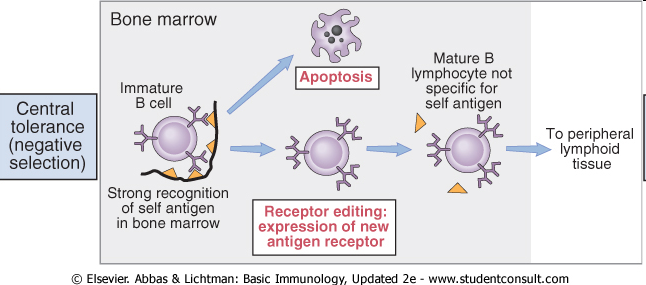 Bone marrow
Central
tolerance
(negative
selection)
Immature
B cell
Strong recognition
of self antigen
in bone marrow
Apoptosis
Receptor editing:
expression of new
antigen receptor
Mature B
lymphocyte not
specific for
self antigen
To peripheral
lymphoid
tissue
© Elsevier. Abbas & Lichtman: Basic Immunology, Updated 2e - www.studentconsult.com